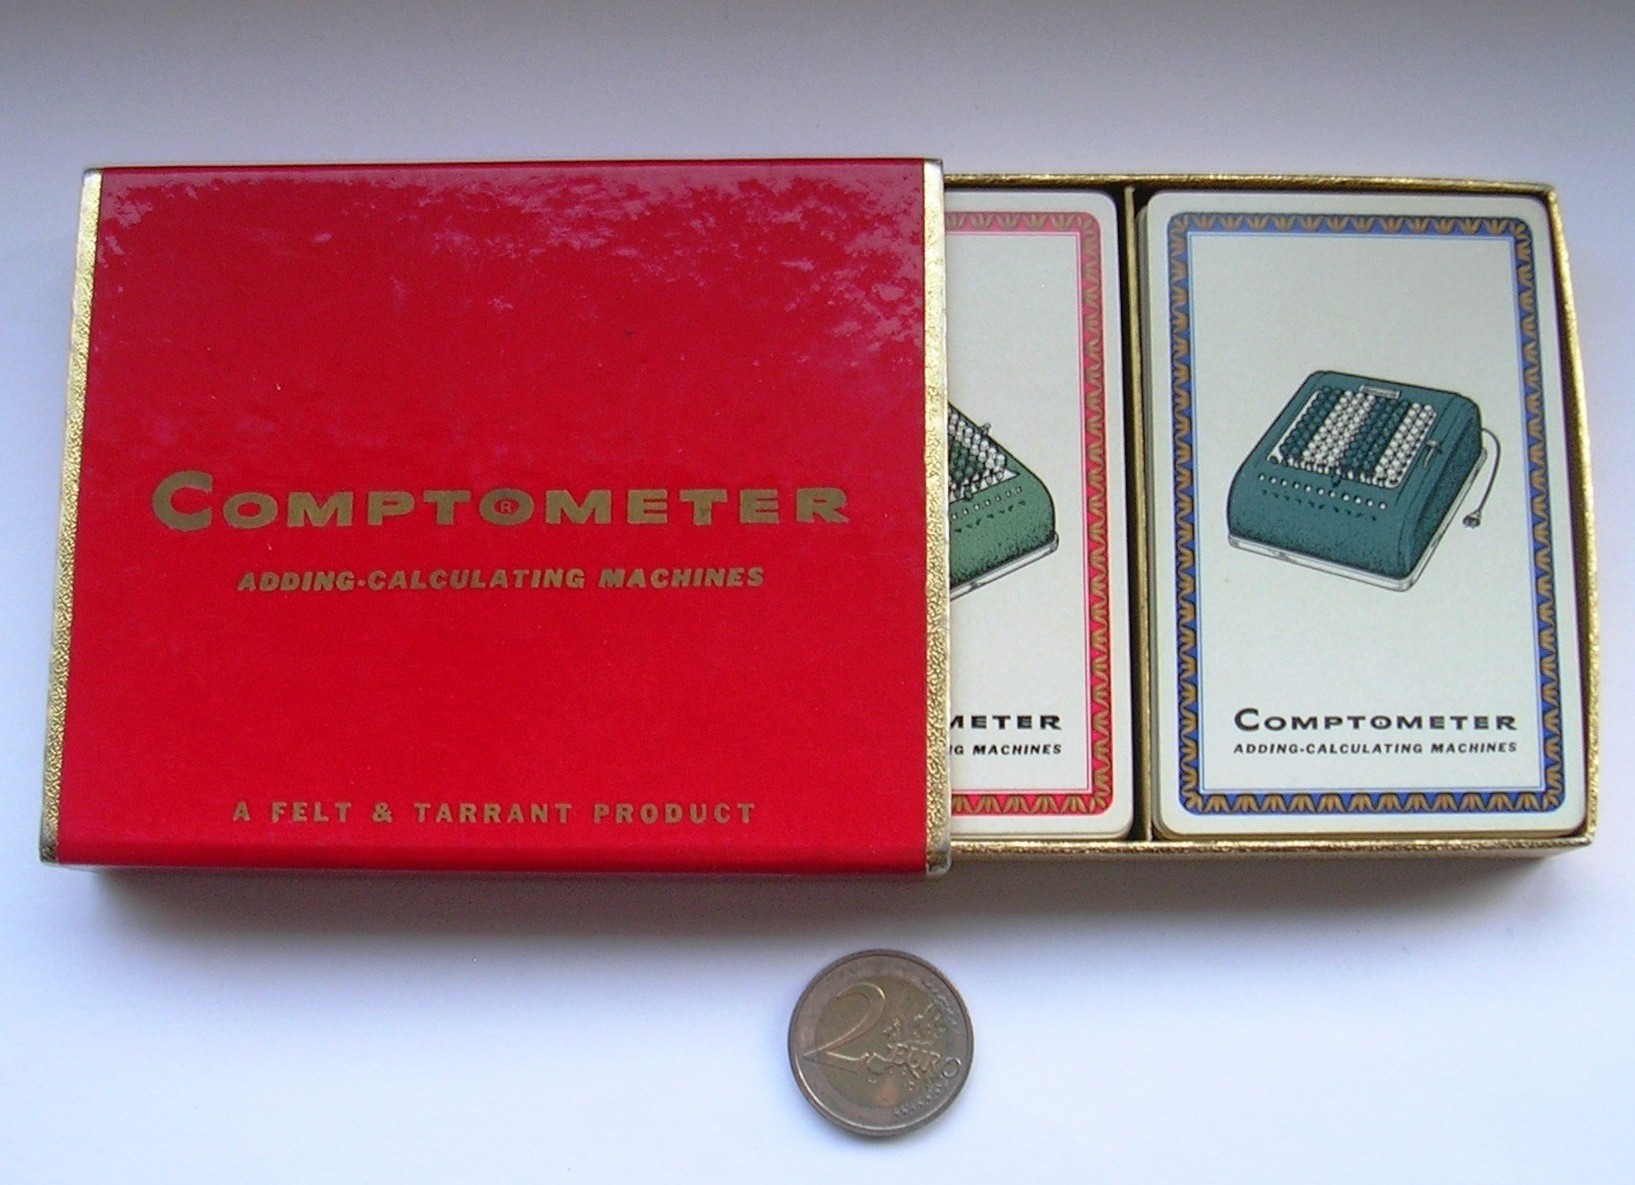 COMPTOMETER
®
ADDING-CALCULATING MACHINES
A FELT & TARRANT PRODUCT
METER
MACHINES
COMPTOMETER
ADDING-CALCULATING MACHINES
2 EURO